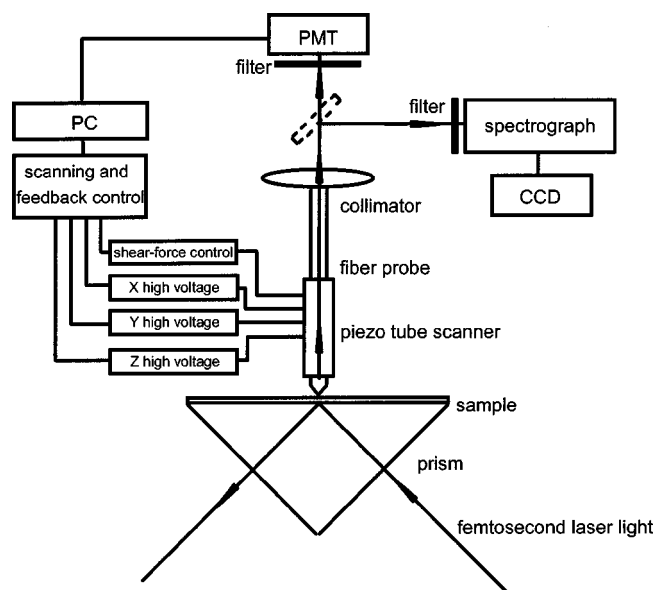 PMT
filter
filter
PC
spectrograph
scanning and
feedback control
CCD
collimator
shear-force control
fiber probe
X high voltage
Y high voltage
piezo tube scanner
Z high voltage
sample
prism
femtosecond laser light